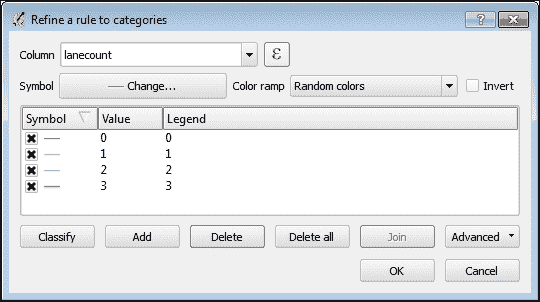 Refine a rule to categories
Column lanecount ε
Symbol Change... Color ramp Random colors Invert
Symbol Value Legend
0 0
1 1
2 2
3 3
Classify Add Delete Delete all Join Advanced
OK Cancel